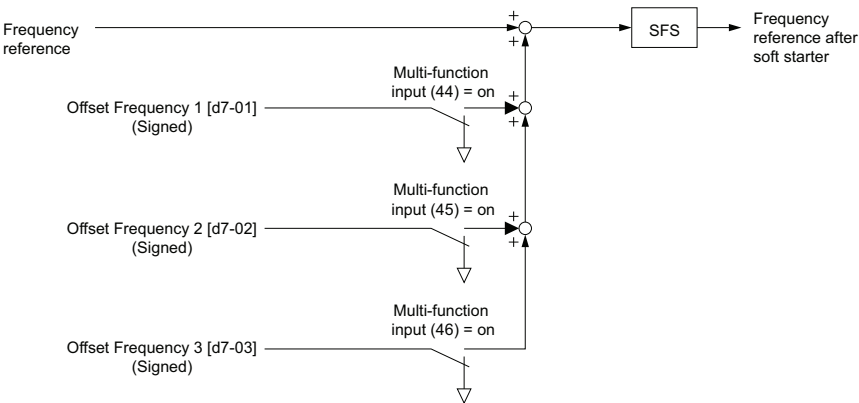 Frequency
reference
+
+
SFS
Frequency
reference after
soft starter
Multi-function
input (44) = on
Offset Frequency 1 [d7-01]
(Signed)
+
+
Multi-function
input (45) = on
Offset Frequency 2 [d7-02]
(Signed)
+
+
Multi-function
input (46) = on
Offset Frequency 3 [d7-03]
(Signed)